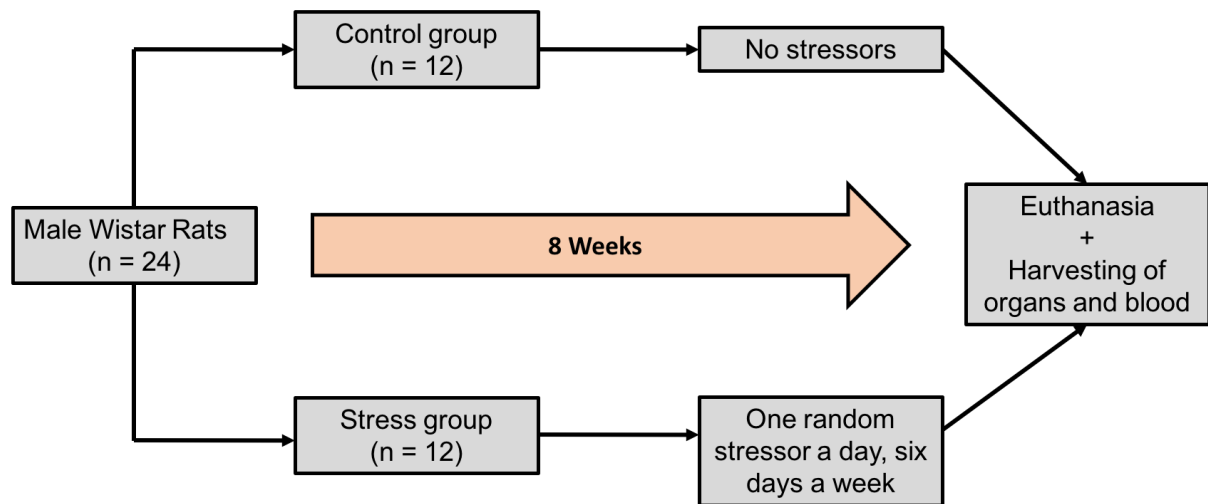 Control group
(n = 12)
No stressors
Male Wistar Rats
(n = 24)
8 Weeks
Euthanasia
+
Harvesting of
organs and blood
Stress group
(n = 12)
One random
stressor a day, six
days a week